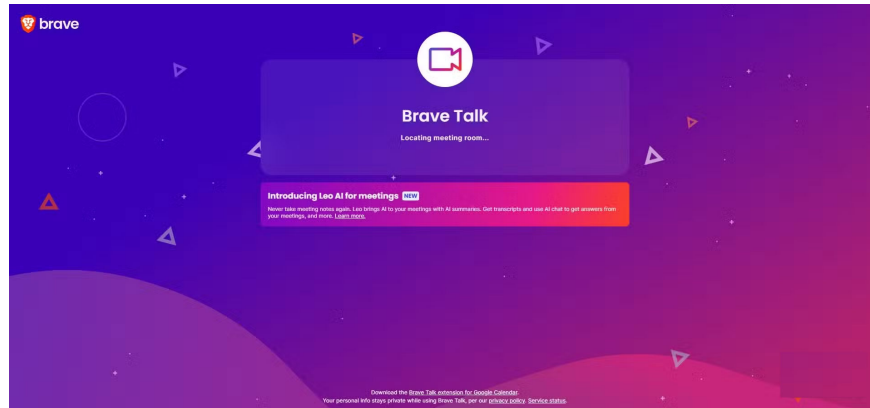 brave
Brave Talk
Locating meeting room...
Introducing Leo AI for meetings NEW
Never take meeting notes again. Leo brings AI to your meetings with AI summaries. Get transcripts and use AI chat to get answers from
your meetings, and more. Learn more.
Download the Brave Talk extension for Google Calendar.
Your personal info stays private while using Brave Talk, per our privacy policy. Service status.